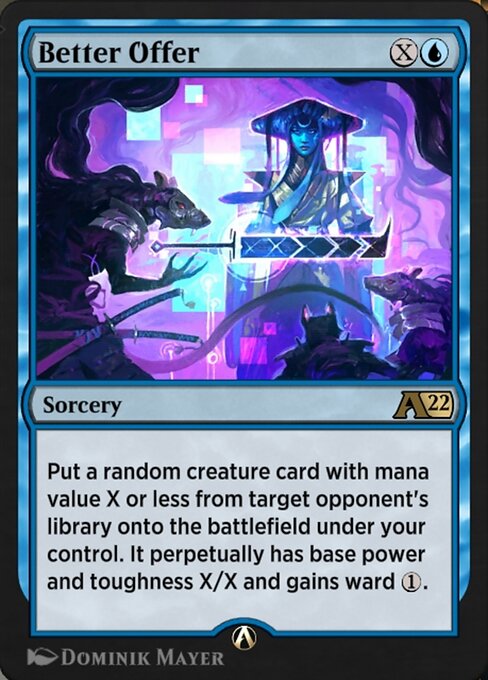 Better Offer X
Sorcery A22
Put a random creature card with mana
value X or less from target opponent's
library onto the battlefield under your
control. It perpetually has base power
and toughness X/X and gains ward 1.
Dominik Mayer